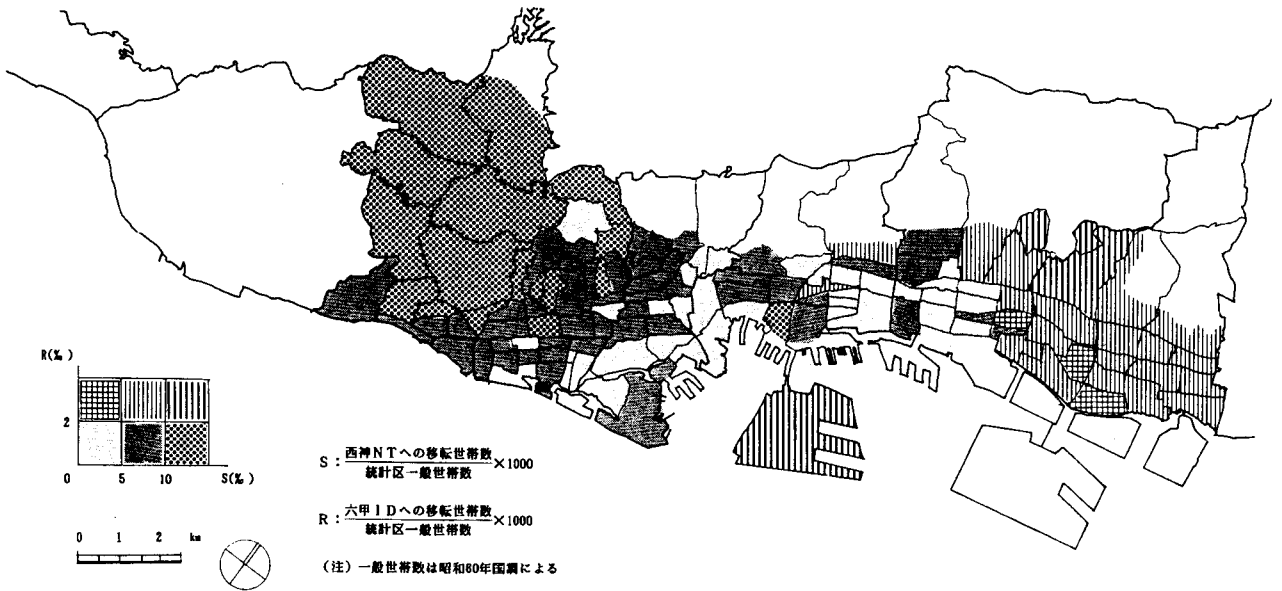 R(‰)
2
0 5 10 S(‰)
0 1 2 km
S : 西神NTへの移転世帯数 / 統計区一般世帯数 ×1000
R : 六甲IDへの移転世帯数 / 統計区一般世帯数 ×1000
(注) 一般世帯数は昭和60年国調による